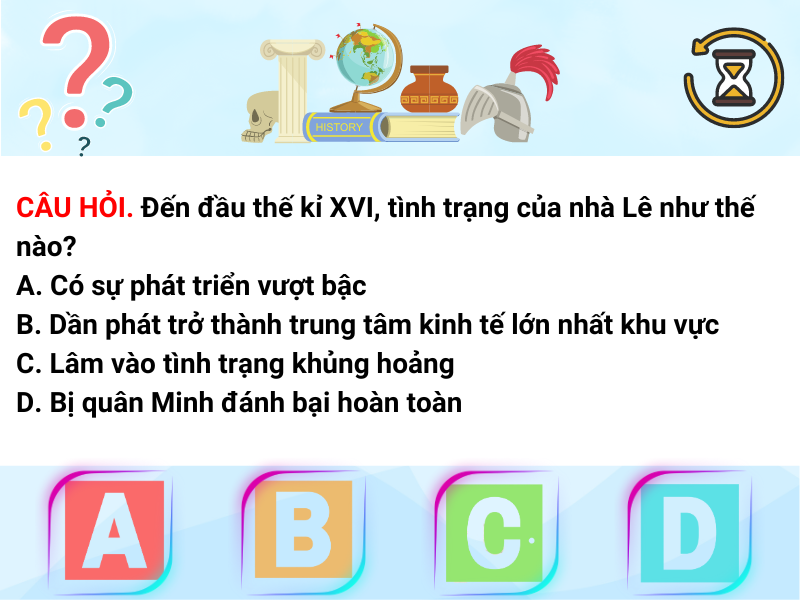 HISTORY
CÂU HỎI. Đến đầu thế kỉ XVI, tình trạng của nhà Lê như thế
nào?
A. Có sự phát triển vượt bậc
B. Dần phát trở thành trung tâm kinh tế lớn nhất khu vực
C. Lâm vào tình trạng khủng hoảng
D. Bị quân Minh đánh bại hoàn toàn
A B C D